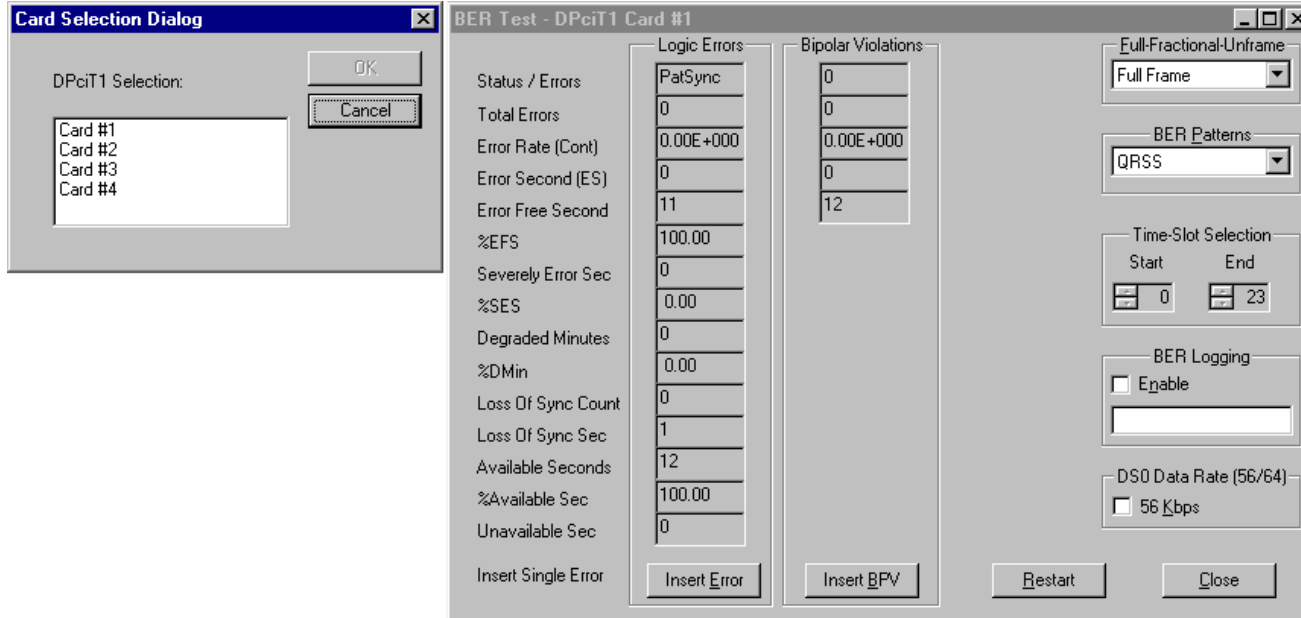 Card Selection Dialog
DPciT1 Selection:
OK
Cancel
Card #1
Card #2
Card #3
Card #4
BER Test - DPciT1 Card #1
Logic Errors
Bipolar Violations
Status / Errors PatSync 0
Total Errors 0 0
Error Rate (Cont) 0.00E+000 0.00E+000
Error Second (ES) 0 0
Error Free Second 11 12
%EFS 100.00
Severely Error Sec 0
%SES 0.00
Degraded Minutes 0
%DMin 0.00
Loss Of Sync Count 0
Loss Of Sync Sec 1
Available Seconds 12
%Available Sec 100.00
Unavailable Sec 0
Insert Single Error Insert Error Insert BPV Restart Close
Full-Fractional-Unframe
Full Frame
BER Patterns
QRSS
Time-Slot Selection
Start End
0 23
BER Logging
Enable
DS0 Data Rate (56/64)
56 Kbps